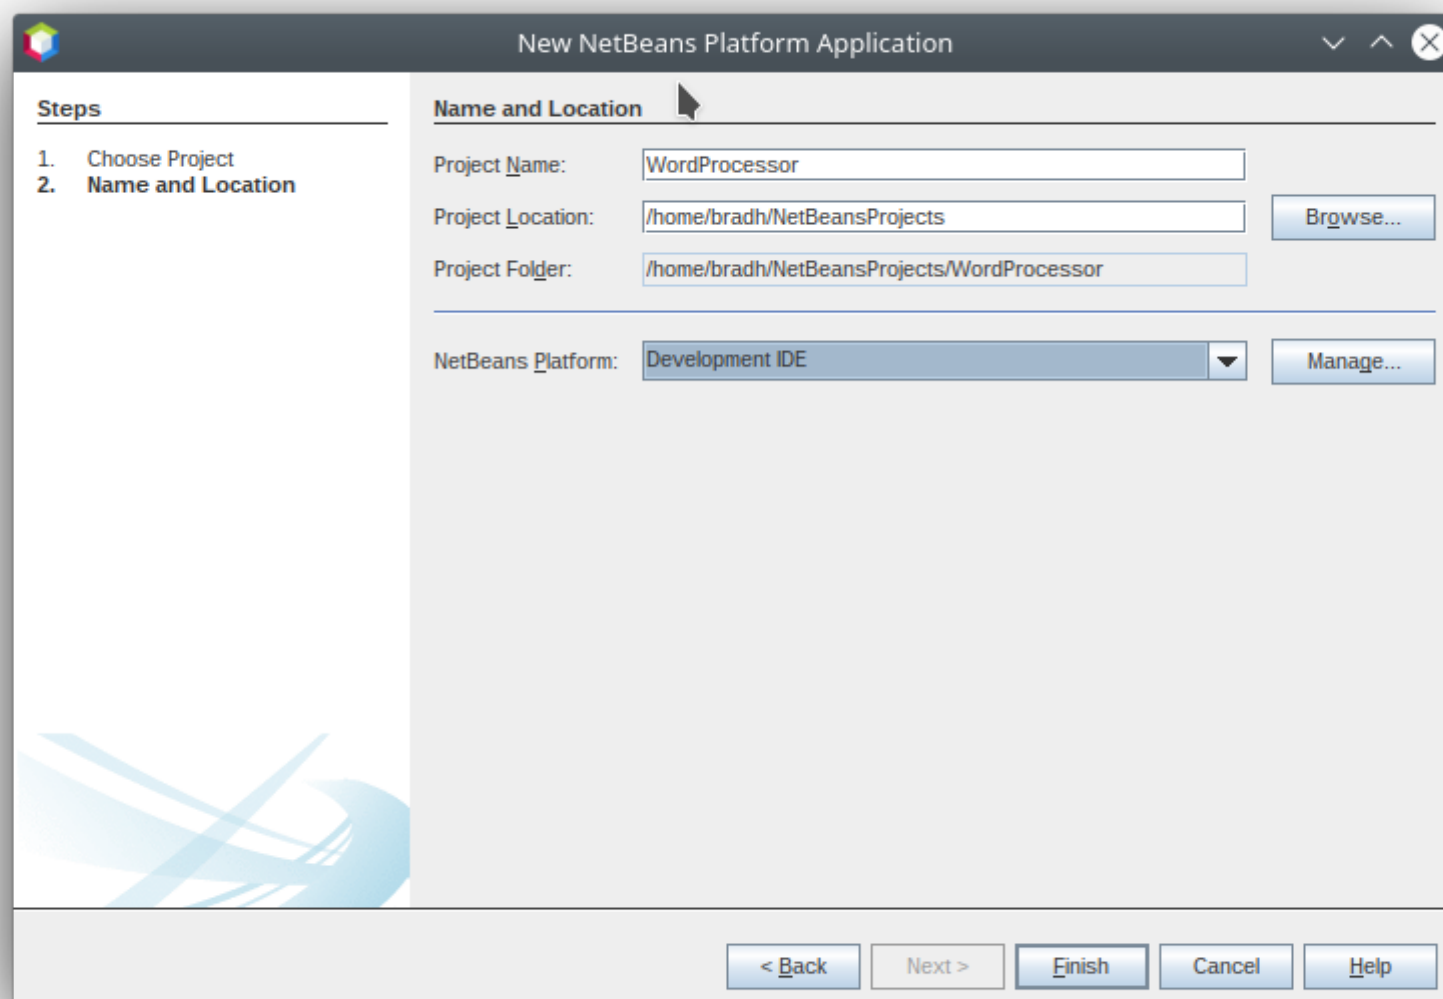 New NetBeans Platform Application
Steps
1. Choose Project
2. Name and Location
Name and Location
Project Name: WordProcessor
Project Location: /home/bradh/NetBeansProjects Browse...
Project Folder: /home/bradh/NetBeansProjects/WordProcessor
NetBeans Platform: Development IDE Manage...
< Back Next > Finish Cancel Help